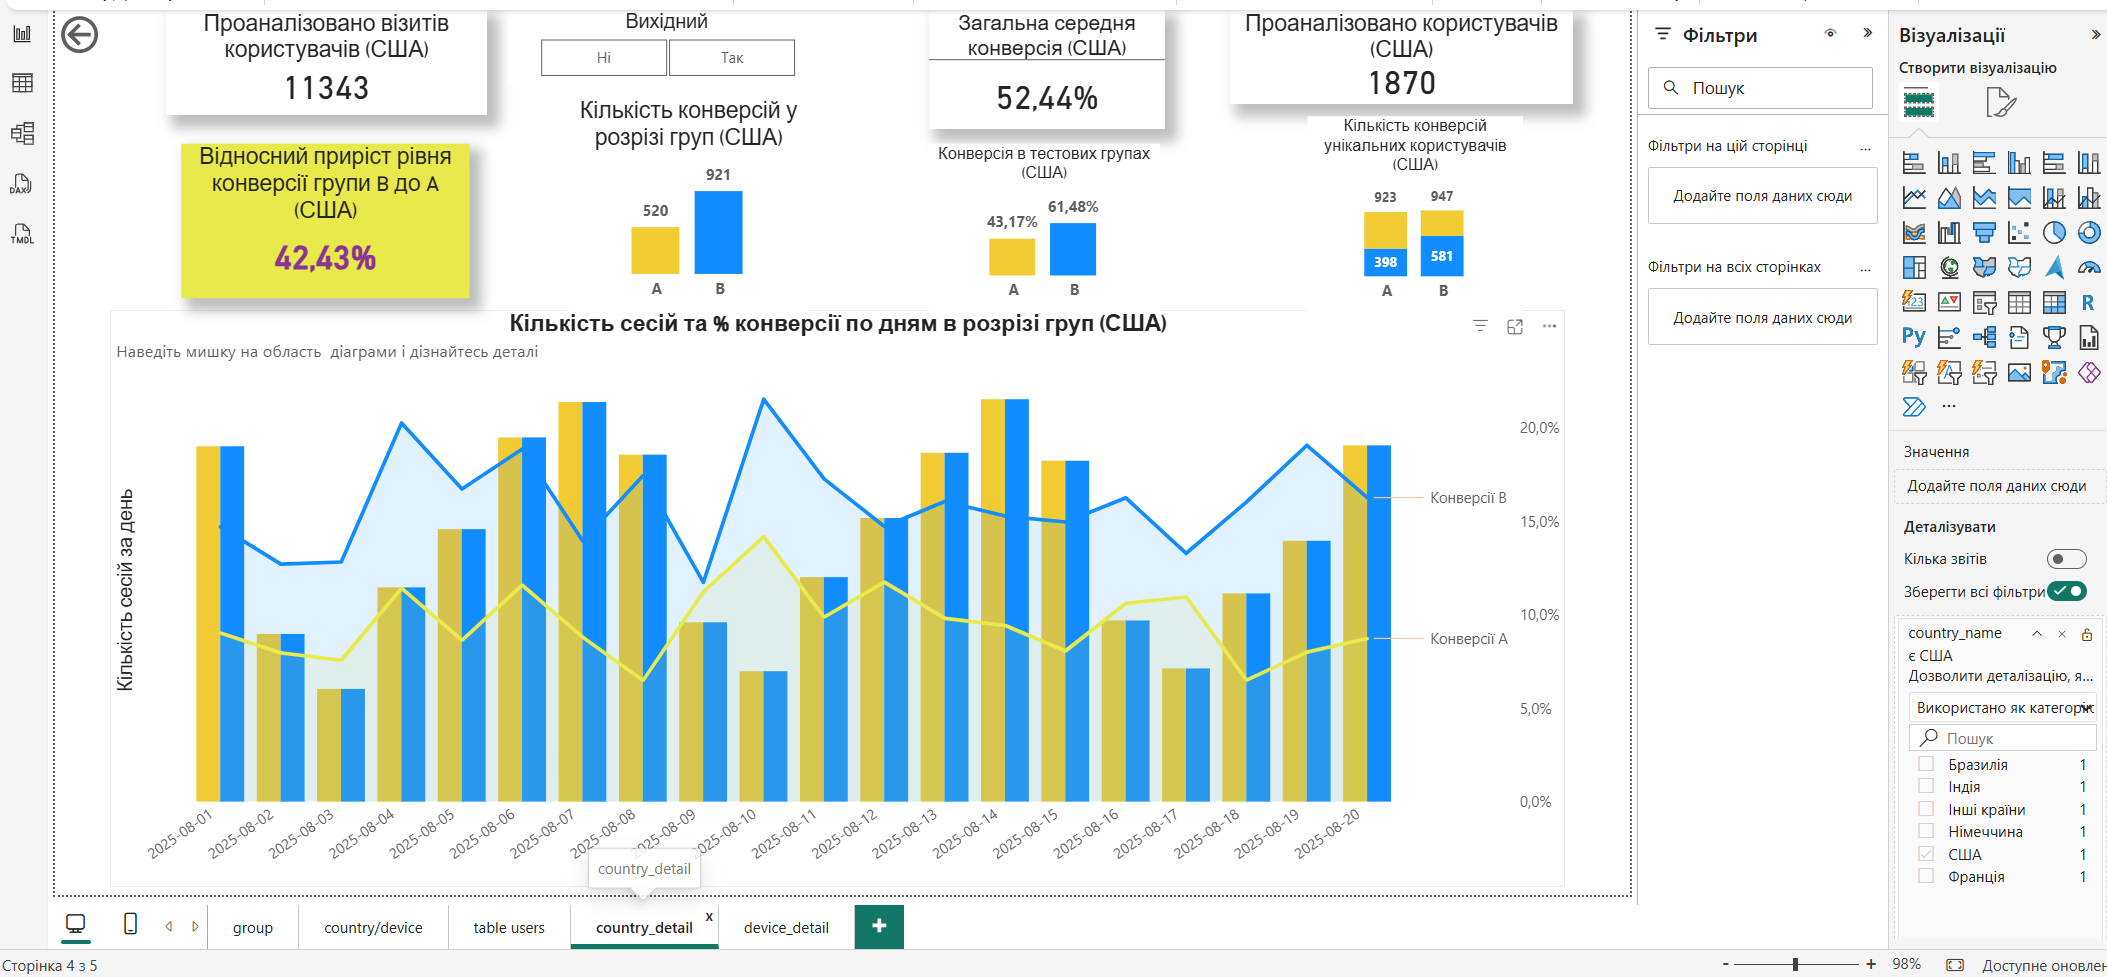 Проаналізовано візитів
користувачів (США)
11343
Вихідний
Ні
Так
Загальна середня
конверсія (США)
52,44%
Проаналізовано користувачів
(США)
1870
Відносний приріст рівня
конверсії групи B до A
(США)
42,43%
Кількість конверсій у
розрізі груп (США)
520
921
A
B
Конверсія в тестових групах
(США)
43,17%
61,48%
A
B
Кількість конверсій
унікальних користувачів
(США)
923
947
398
581
A
B
Кількість сесій та % конверсії по дням в розрізі груп (США)
Наведіть мишку на область діаграми і дізнайтесь деталі
Кількість сесій за день
20,0%
15,0%
10,0%
5,0%
0,0%
Конверсії B
Конверсії A
2025-08-01
2025-08-02
2025-08-03
2025-08-04
2025-08-05
2025-08-06
2025-08-07
2025-08-08
2025-08-09
2025-08-10
2025-08-11
2025-08-12
2025-08-13
2025-08-14
2025-08-15
2025-08-16
2025-08-17
2025-08-18
2025-08-19
2025-08-20
country_detail
group
country/device
table users
country_detail
x
device_detail
+
Сторінка 4 з 5
- + 98%
Доступне оновлен
DAX
TMDL
Фільтри
Пошук
Фільтри на цій сторінці ...
Додайте поля даних сюди
Фільтри на всіх сторінках ...
Додайте поля даних сюди
Візуалізації
Створити візуалізацію
123
R
Py
...
Значення
Додайте поля даних сюди
Деталізувати
Кілька звітів
Зберегти всі фільтри
country_name
є США
Дозволити деталізацію, я...
Використано як категорія
Пошук
Бразилія 1
Індія 1
Інші країни 1
Німеччина 1
США 1
Франція 1